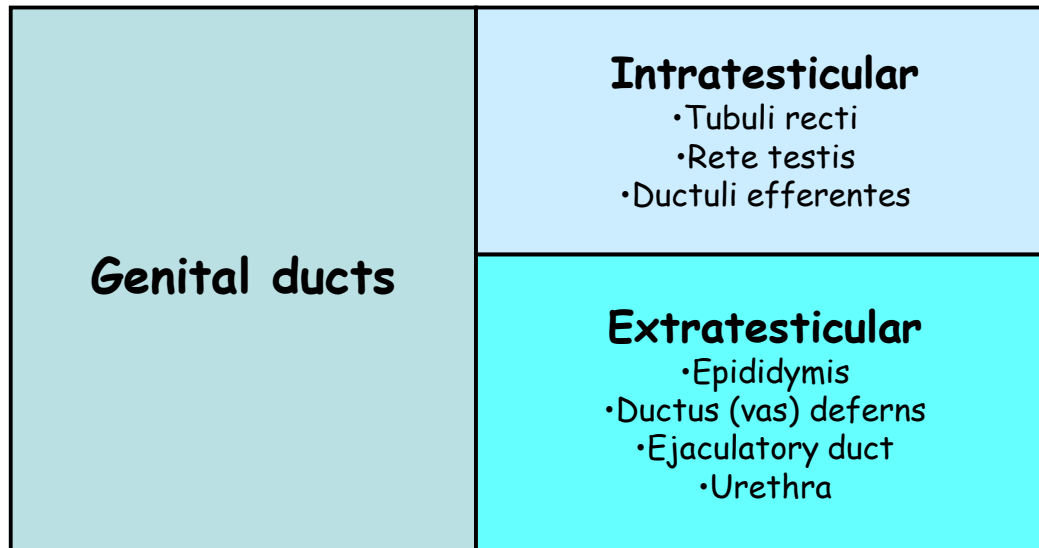 Genital ducts
Intratesticular
•Tubuli recti
•Rete testis
•Ductuli efferentes
Extratesticular
•Epididymis
•Ductus (vas) deferns
•Ejaculatory duct
•Urethra